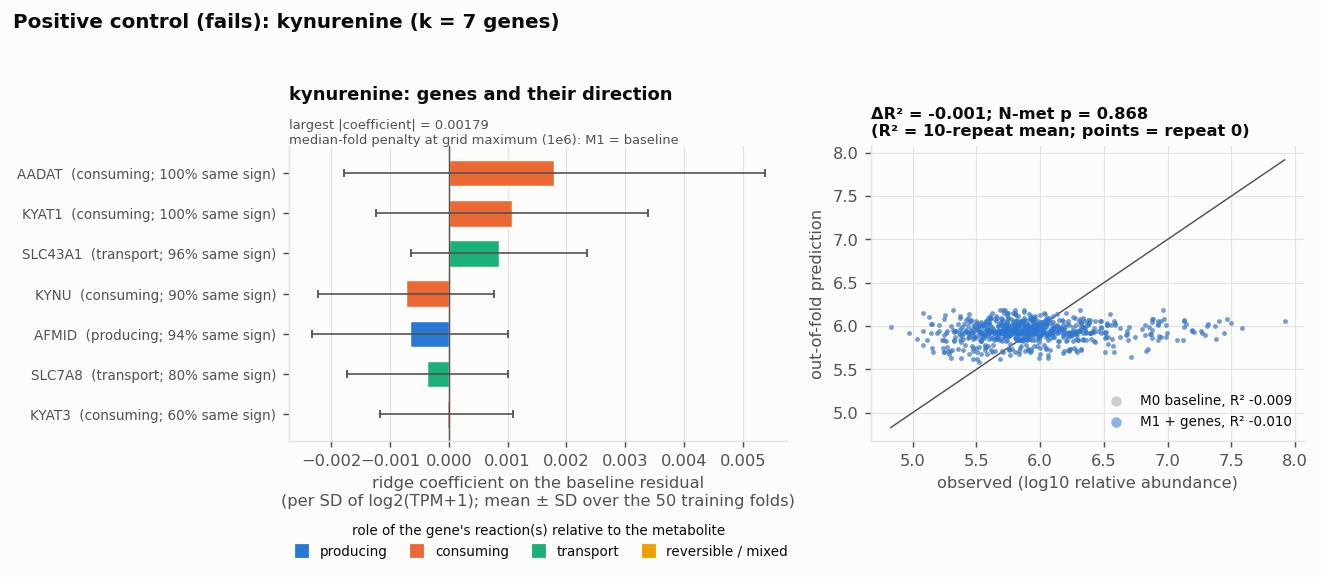 Positive control (fails): kynurenine (k = 7 genes)
kynurenine: genes and their direction
largest |coefficient| = 0.00179
median-fold penalty at grid maximum (1e6): M1 = baseline
AADAT  (consuming; 100% same sign)
KYAT1  (consuming; 100% same sign)
SLC43A1  (transport; 96% same sign)
KYNU  (consuming; 90% same sign)
AFMID  (producing; 94% same sign)
SLC7A8  (transport; 80% same sign)
KYAT3  (consuming; 60% same sign)
−0.002 −0.001 0.000 0.001 0.002 0.003 0.004 0.005
ridge coefficient on the baseline residual
(per SD of log2(TPM+1); mean ± SD over the 50 training folds)
role of the gene's reaction(s) relative to the metabolite
producing consuming transport reversible / mixed
ΔR² = -0.001; N-met p = 0.868
(R² = 10-repeat mean; points = repeat 0)
out-of-fold prediction
8.0
7.5
7.0
6.5
6.0
5.5
5.0
M0 baseline, R² -0.009
M1 + genes, R² -0.010
5.0 5.5 6.0 6.5 7.0 7.5 8.0
observed (log10 relative abundance)